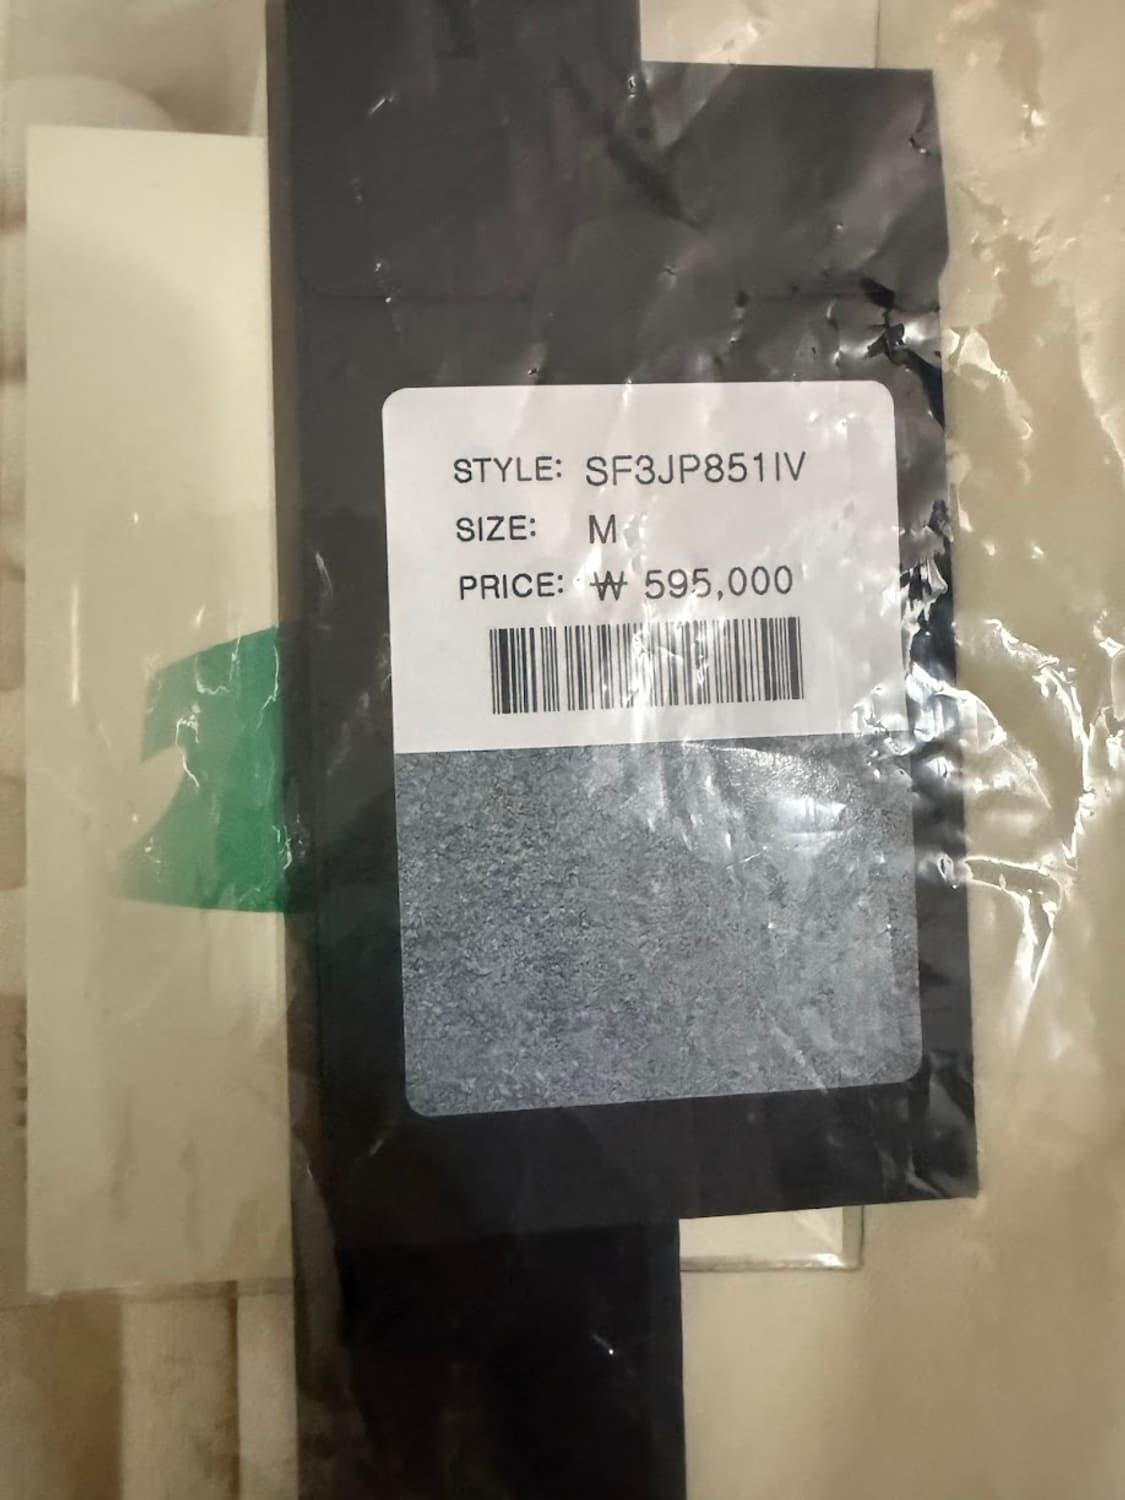 STYLE: SF3JP851IV
SIZE: M
PRICE: ₩ 595,000